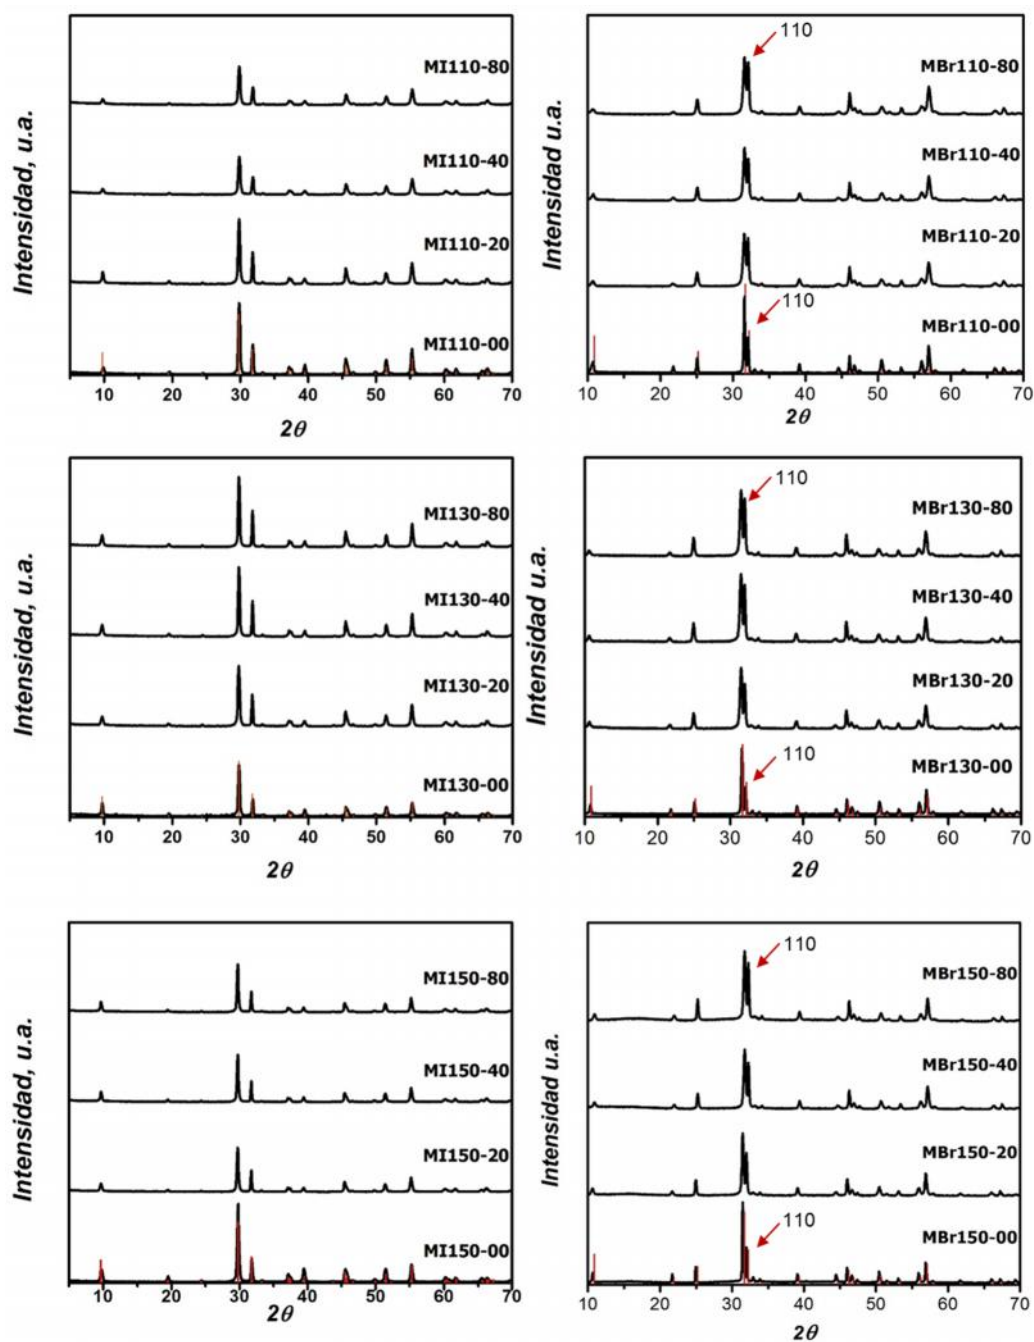 Intensidad, u.a.
MI110-80
MI110-40
MI110-20
MI110-00
10 20 30 40 50 60 70
2θ
Intensidad u.a.
110
MBr110-80
MBr110-40
MBr110-20
110
MBr110-00
10 20 30 40 50 60 70
2θ
Intensidad, u.a.
MI130-80
MI130-40
MI130-20
MI130-00
10 20 30 40 50 60 70
2θ
Intensidad u.a.
110
MBr130-80
MBr130-40
MBr130-20
110
MBr130-00
10 20 30 40 50 60 70
2θ
Intensidad, u.a.
MI150-80
MI150-40
MI150-20
MI150-00
10 20 30 40 50 60 70
2θ
Intensidad u.a.
110
MBr150-80
MBr150-40
MBr150-20
110
MBr150-00
10 20 30 40 50 60 70
2θ